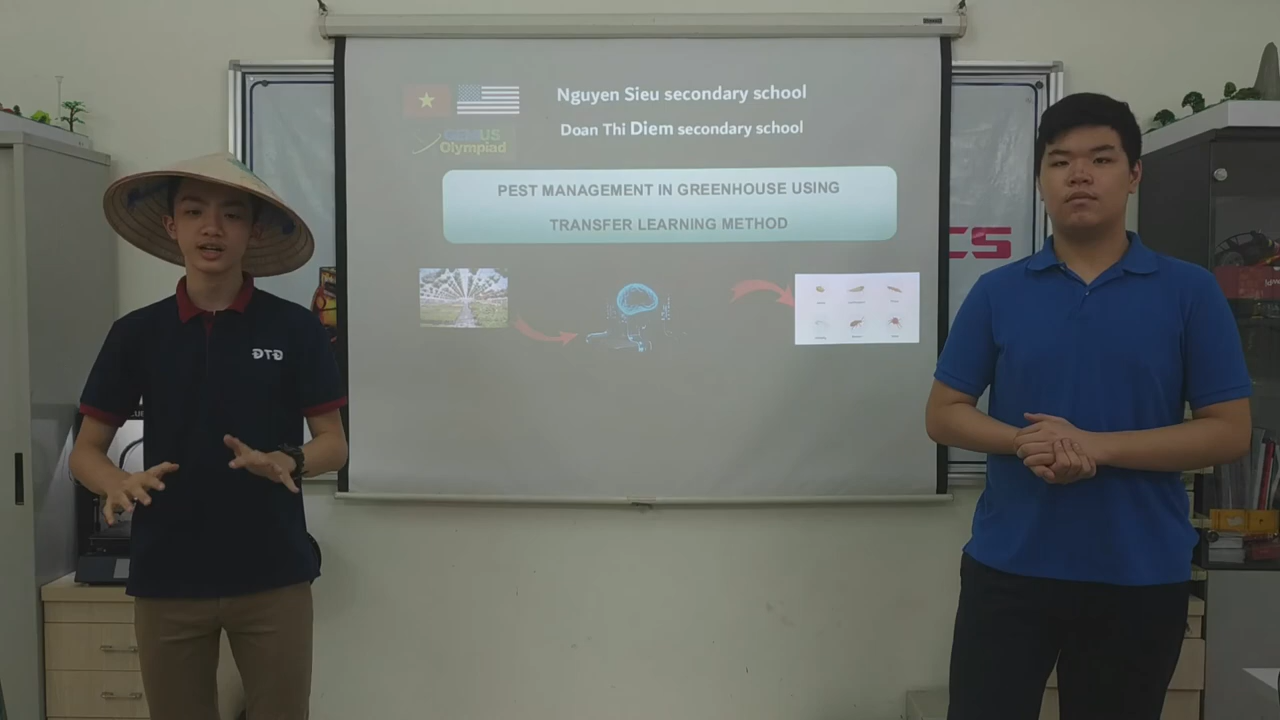 Nguyen Sieu secondary school
Doan Thi Diem secondary school
GENIUS
Olympiad
PEST MANAGEMENT IN GREENHOUSE USING
TRANSFER LEARNING METHOD
CS
ĐTĐ